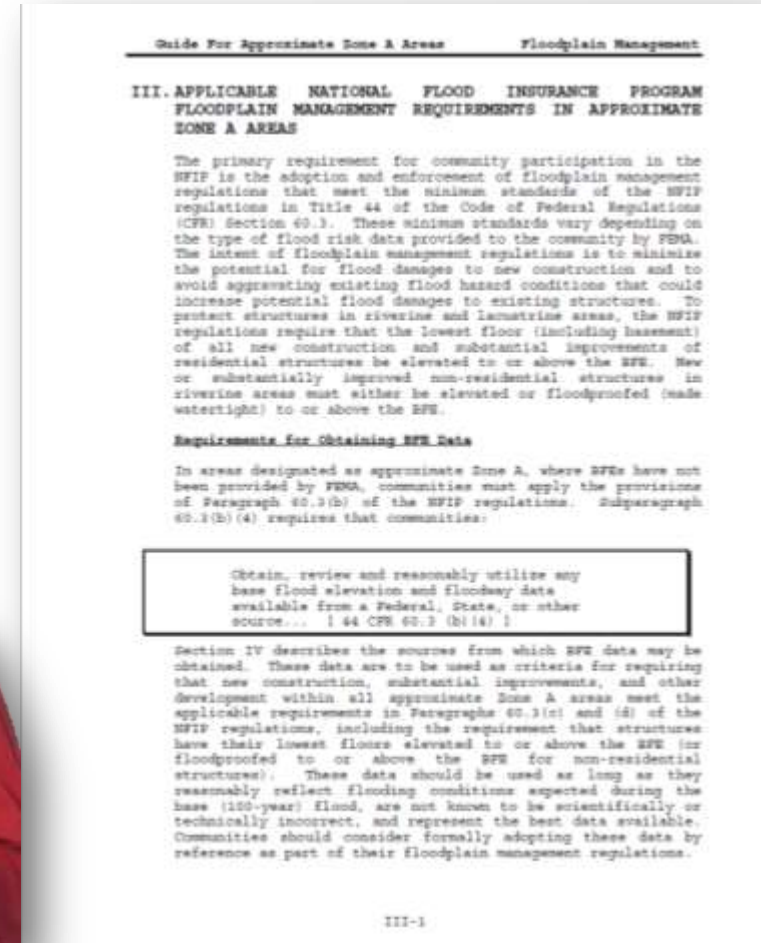 Guide For Approximate Zone A Areas Floodplain Management
III. APPLICABLE NATIONAL FLOOD INSURANCE PROGRAM
FLOODPLAIN MANAGEMENT REQUIREMENTS IN APPROXIMATE
ZONE A AREAS
The primary requirement for community participation in the
NFIP is the adoption and enforcement of floodplain management
regulations that meet the minimum standards of the NFIP
regulations in Title 44 of the Code of Federal Regulations
(CFR) Section 60.3. These minimum standards vary depending on
the type of flood risk data provided to the community by FEMA.
The intent of floodplain management regulations is to minimize
the potential for flood damages to new construction and to
avoid aggravating existing flood hazard conditions that could
increase potential flood damages to existing structures. To
protect structures in riverine and lacustrine areas, the NFIP
regulations require that the lowest floor (including basement)
of all new construction and substantial improvements of
residential structures be elevated to or above the BFE. New
or substantially improved non-residential structures in
riverine areas must either be elevated or floodproofed (made
watertight) to or above the BFE.
Requirements for Obtaining BFE Data
In areas designated as approximate Zone A, where BFEs have not
been provided by FEMA, communities must apply the provisions
of Paragraph 60.3(b) of the NFIP regulations. Subparagraph
60.3(b)(4) requires that communities:
Obtain, review and reasonably utilize any
base flood elevation and floodway data
available from a Federal, State, or other
source... [ 44 CFR 60.3 (b)(4) ]
Section IV describes the sources from which BFE data may be
obtained. These data are to be used as criteria for requiring
that new construction, substantial improvements, and other
development within all approximate Zone A areas meet the
applicable requirements in Paragraphs 60.3(c) and (d) of the
NFIP regulations, including the requirement that structures
have their lowest floors elevated to or above the BFE (or
floodproofed to or above the BFE for non-residential
structures). These data should be used as long as they
reasonably reflect flooding conditions expected during the
base (100-year) flood, are not known to be scientifically or
technically incorrect, and represent the best data available.
Communities should consider formally adopting these data by
reference as part of their floodplain management regulations.
III-1